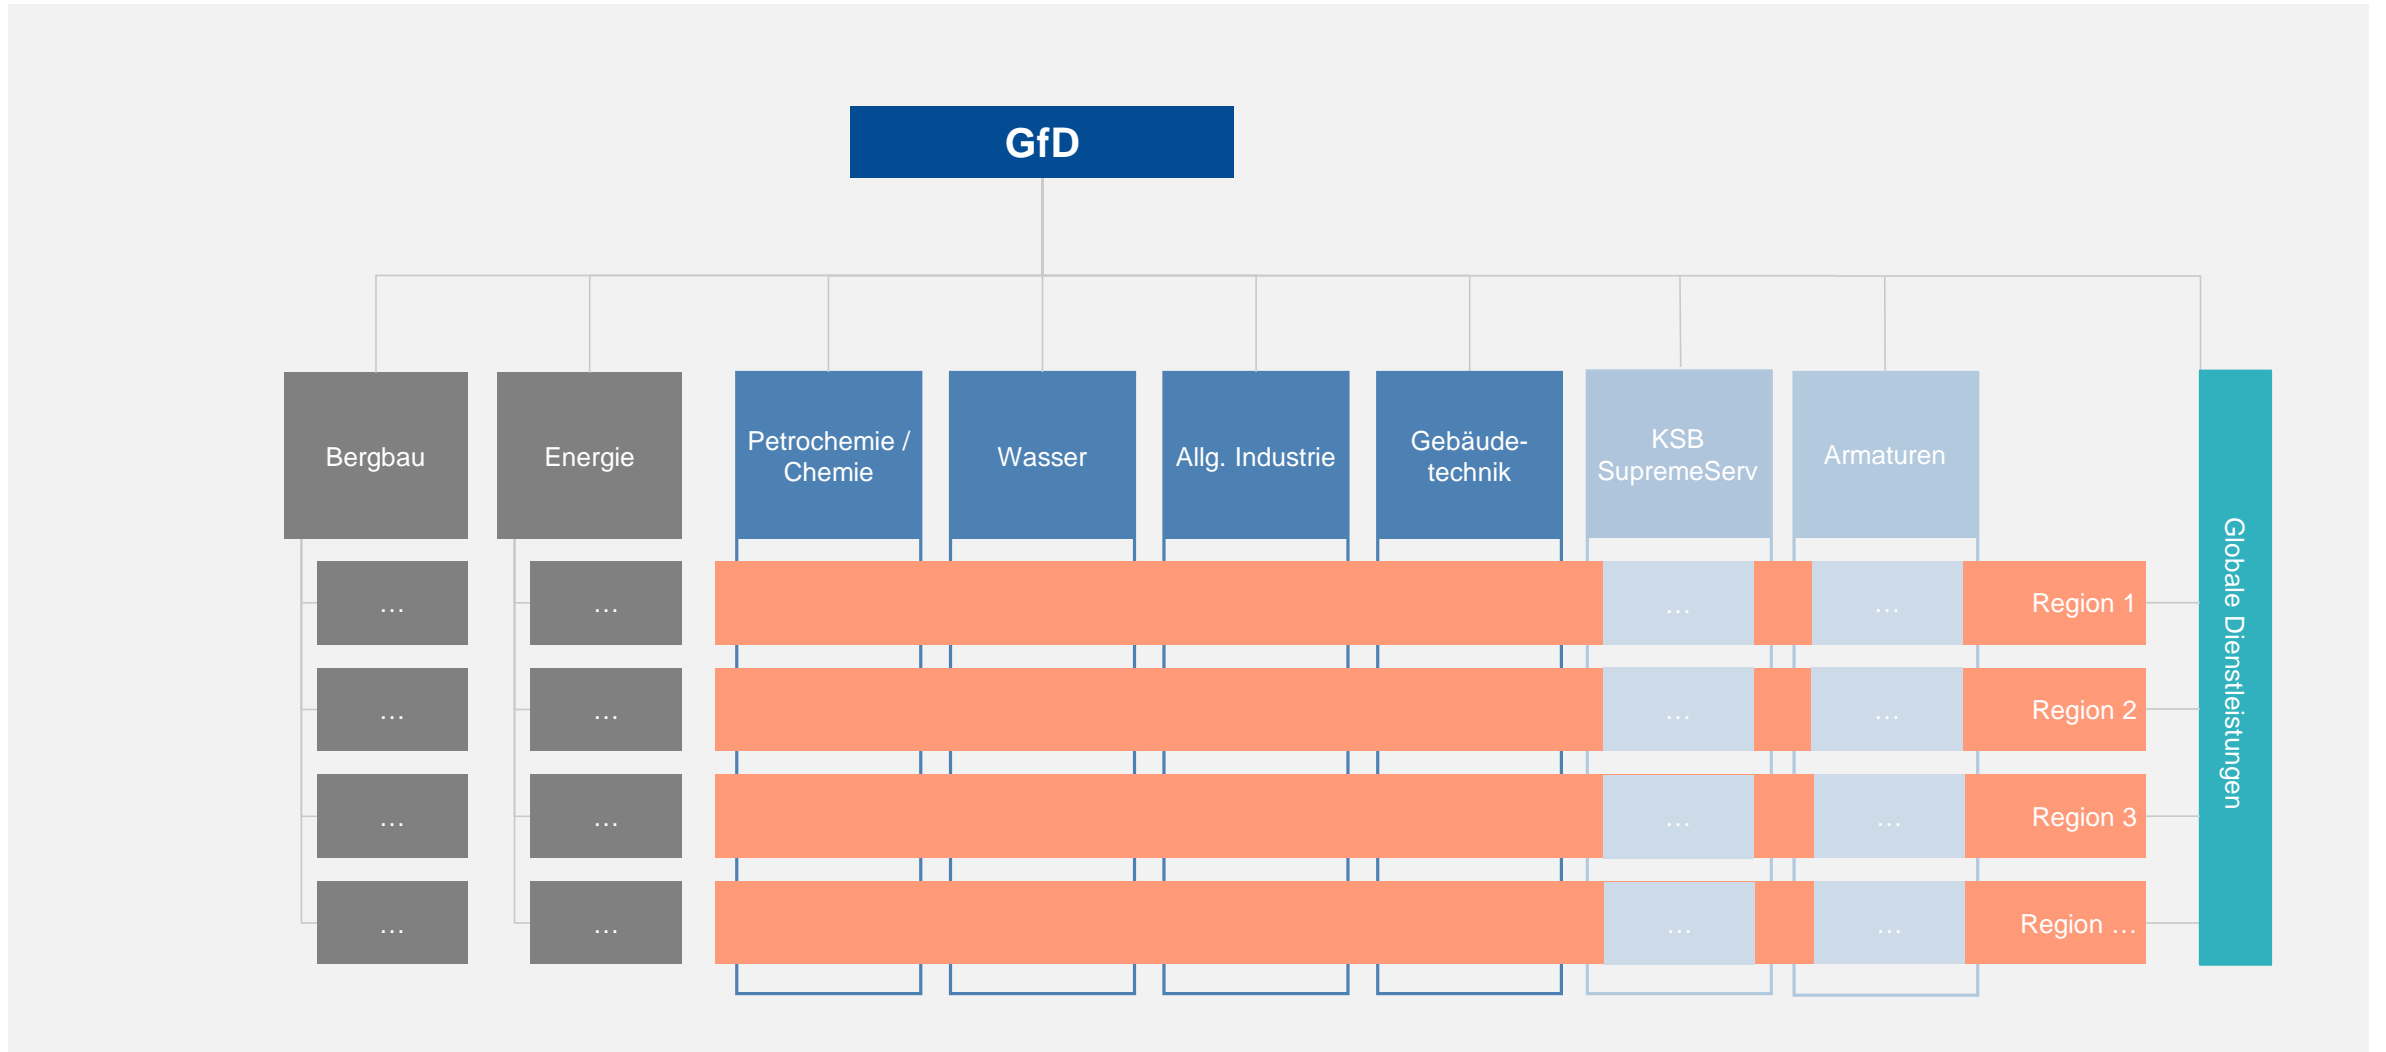 GfD
Bergbau
Energie
Petrochemie /
Chemie
Wasser
Allg. Industrie
Gebäude-
technik
KSB
SupremeServ
Armaturen
Globale Dienstleistungen
…
…
…
…
Region 1
…
…
…
…
Region 2
…
…
…
…
Region 3
…
…
…
…
Region …